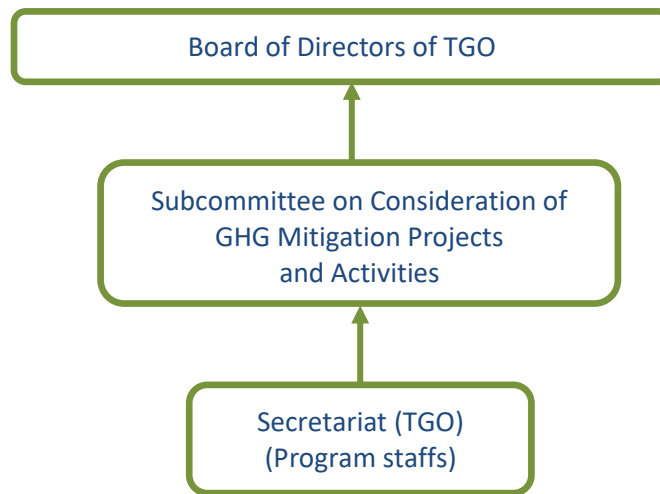 Board of Directors of TGO
Subcommittee on Consideration of
GHG Mitigation Projects
and Activities
Secretariat (TGO)
(Program staffs)